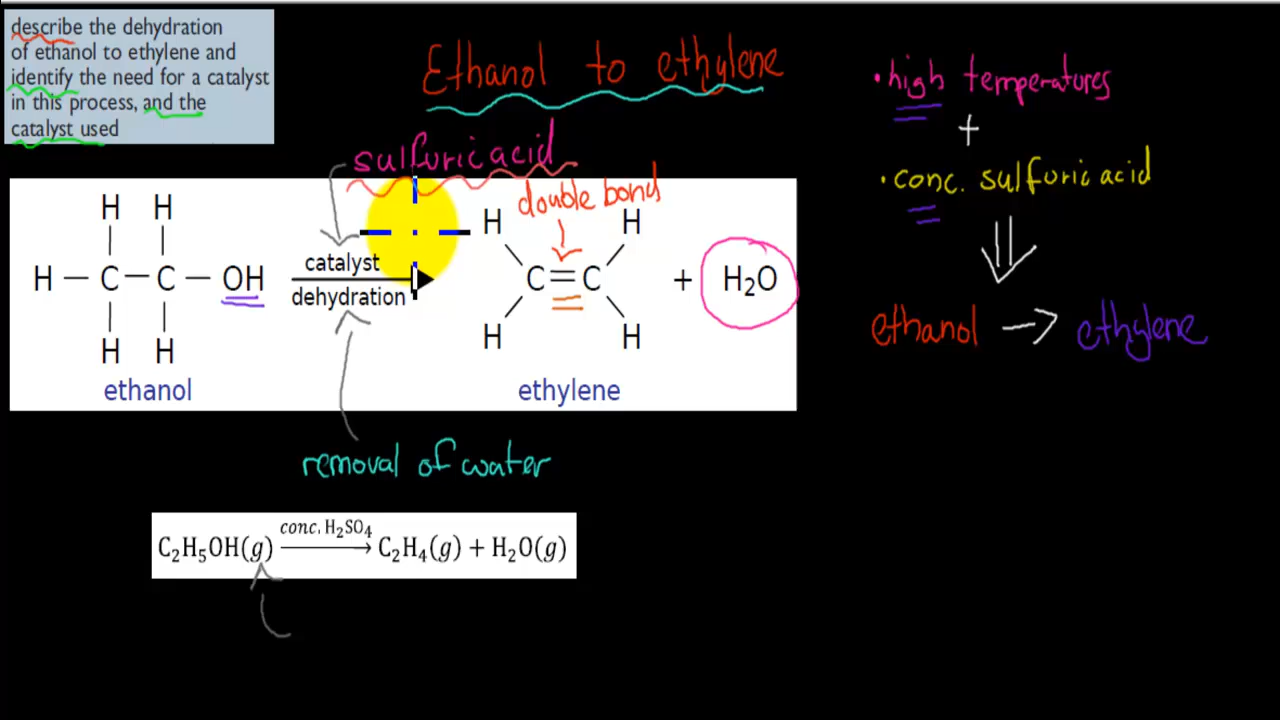 describe the dehydration
of ethanol to ethylene and
identify the need for a catalyst
in this process, and the
catalyst used
Ethanol to ethylene
sulfuric acid
double bond
H H H H
H — C — C — OH catalyst C = C + H₂O
dehydration
H H H H
ethanol ethylene
removal of water
C₂H₅OH(g) conc. H₂SO₄ → C₂H₄(g) + H₂O(g)
• high temperatures
+
• conc. sulfuric acid
⇓
ethanol → ethylene